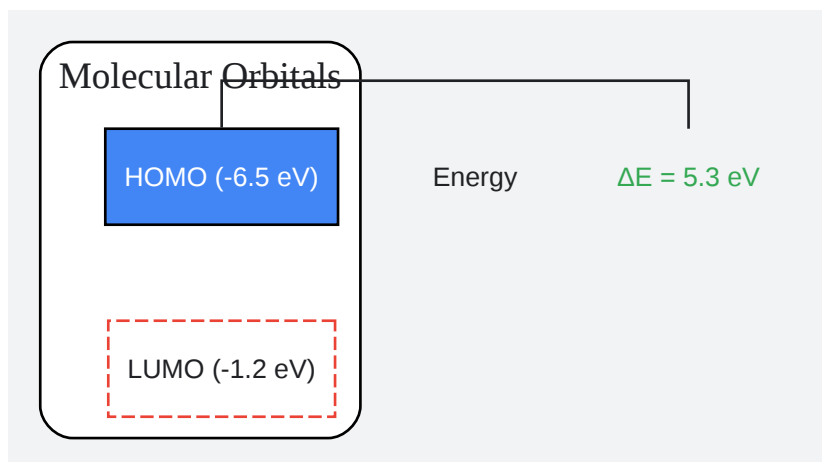 Molecular Orbitals
HOMO (-6.5 eV)
Energy
ΔE = 5.3 eV
LUMO (-1.2 eV)